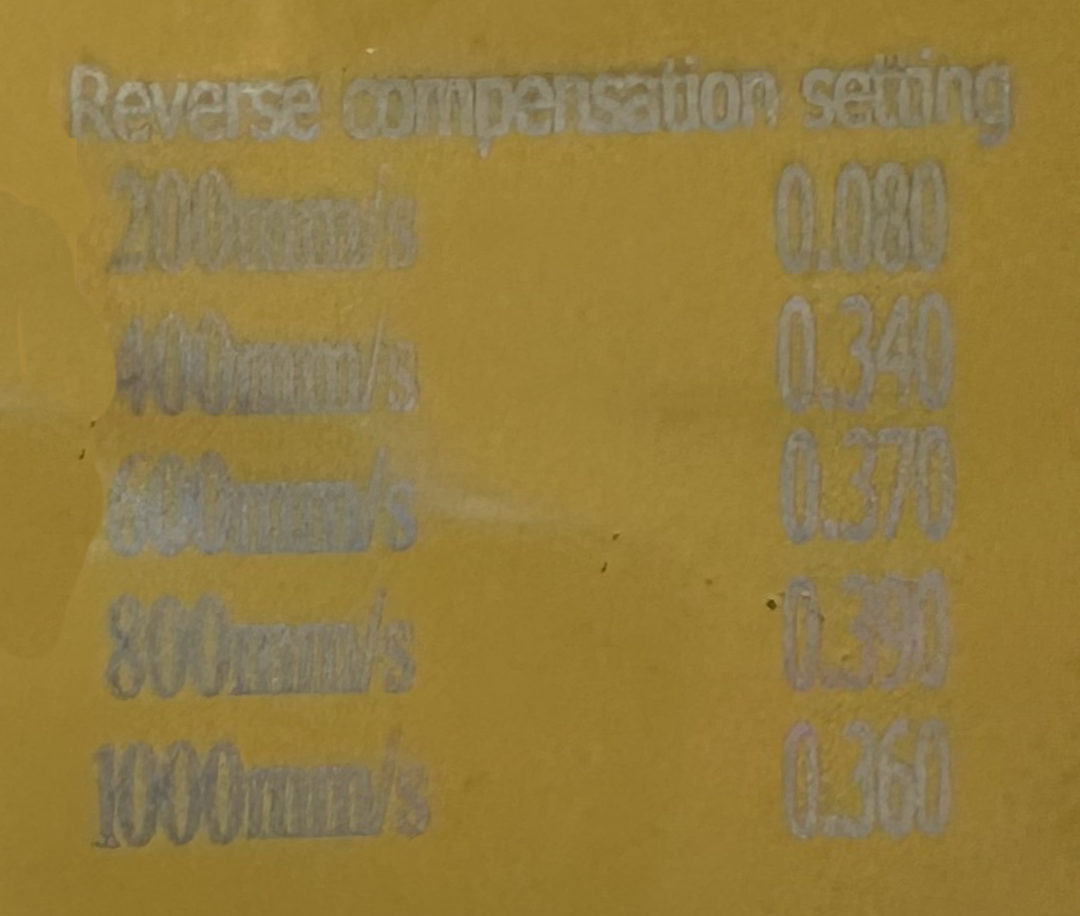 Reverse compensation setting
200mm/s 0.080
400mm/s 0.340
600mm/s 0.370
800mm/s 0.390
1000mm/s 0.360